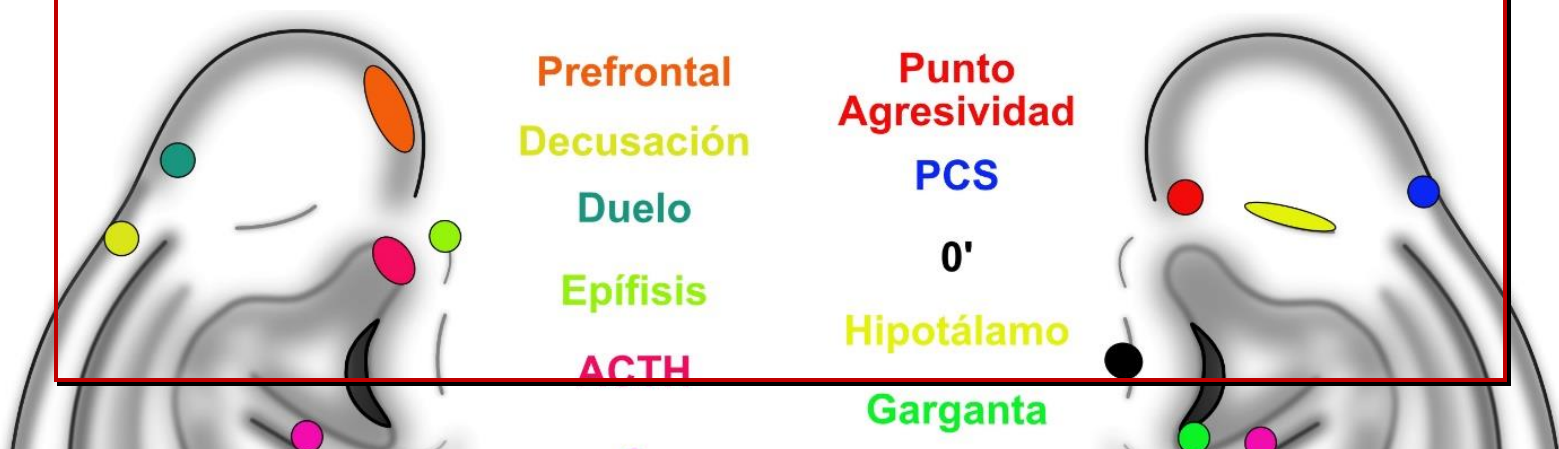 Prefrontal
Decusación
Duelo
Epífisis
ACTH
Punto
Agresividad
PCS
0'
Hipotálamo
Garganta